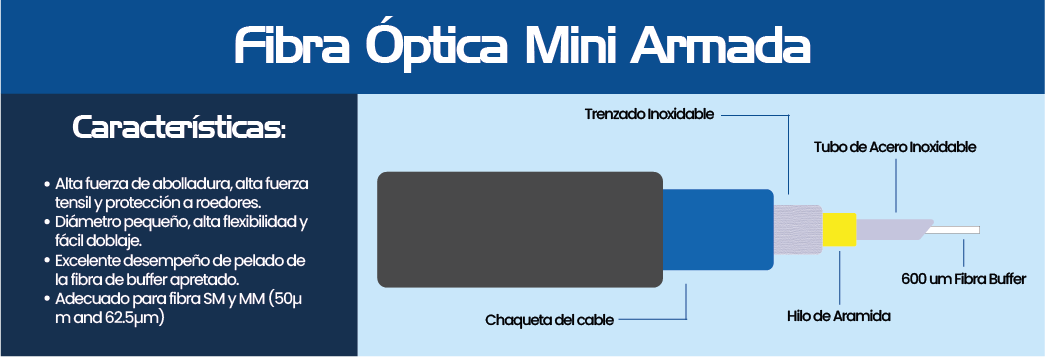 Fibra Óptica Mini Armada
Características:
• Alta fuerza de abolladura, alta fuerza
tensil y protección a roedores.
• Diámetro pequeño, alta flexibilidad y
fácil doblaje.
• Excelente desempeño de pelado de
la fibra de buffer apretado.
• Adecuado para fibra SM y MM (50µ
m and 62.5µm)
Trenzado Inoxidable
Tubo de Acero Inoxidable
600 um Fibra Buffer
Hilo de Aramida
Chaqueta del cable